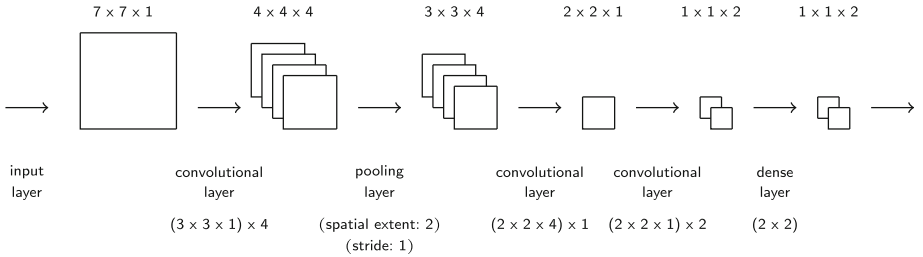 7 × 7 × 1
4 × 4 × 4
3 × 3 × 4
2 × 2 × 1
1 × 1 × 2
1 × 1 × 2
input
layer
convolutional
layer
(3 × 3 × 1) × 4
pooling
layer
(spatial extent: 2)
(stride: 1)
convolutional
layer
(2 × 2 × 4) × 1
convolutional
layer
(2 × 2 × 1) × 2
dense
layer
(2 × 2)